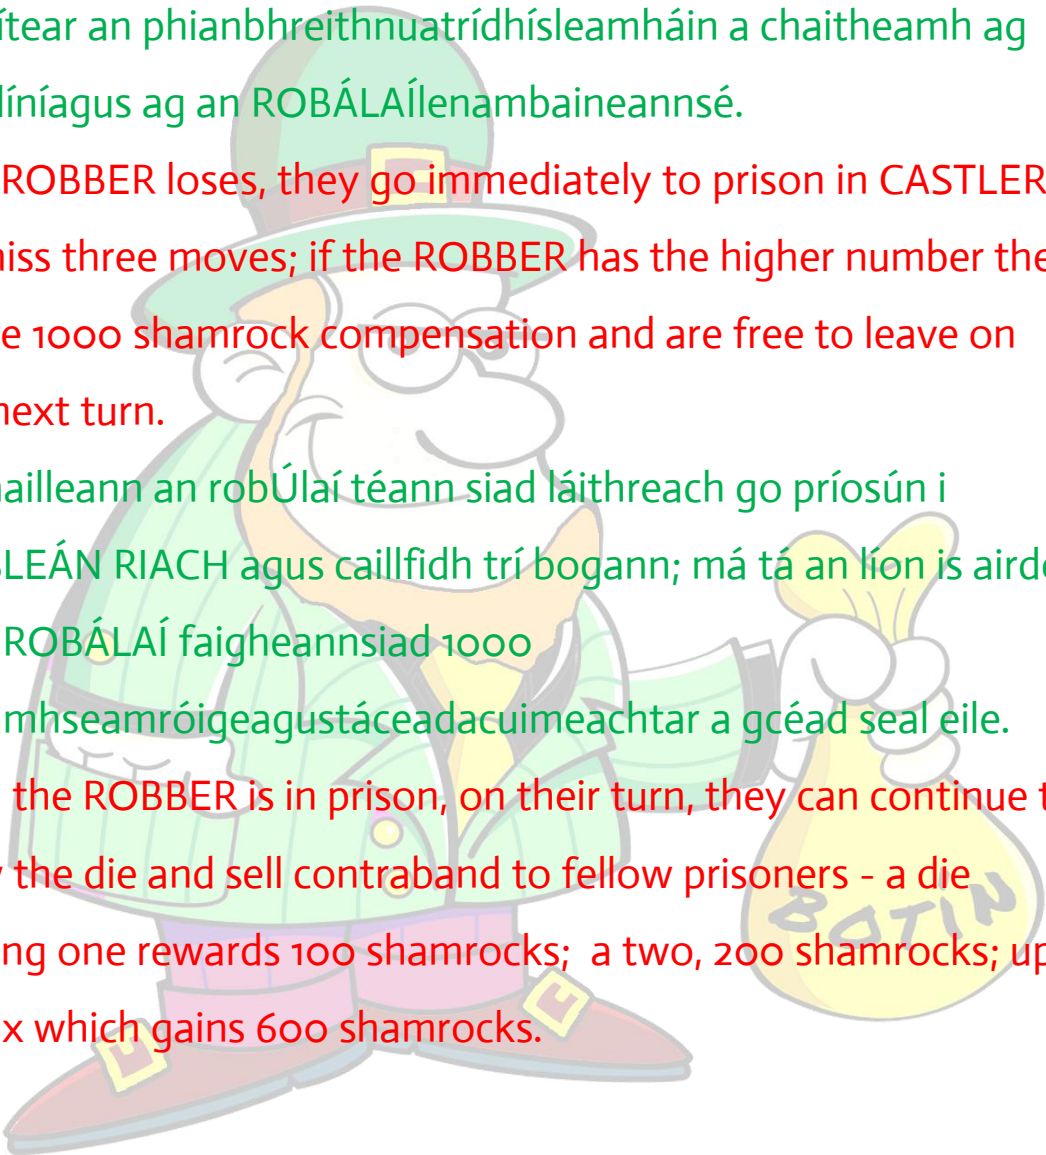 ítear an phianbhreithnuatrídhísleamháin a chaitheamh ag
líníagus ag an ROBÁLAÍlenambaineannsé.
ROBBER loses, they go immediately to prison in CASTLER
iss three moves; if the ROBBER has the higher number the
e 1000 shamrock compensation and are free to leave on
next turn.
ailleann an robÚlaí téann siad láithreach go príosún i
LEÁN RIACH agus caillfidh trí bogann; má tá an líon is airde
ROBÁLAÍ faigheannsiad 1000
mhseamróigeagustáceadacuimeachtar a gcéad seal eile.
the ROBBER is in prison, on their turn, they can continue t
the die and sell contraband to fellow prisoners - a die
ng one rewards 100 shamrocks;  a two, 200 shamrocks; up
x which gains 600 shamrocks.
BOTIN